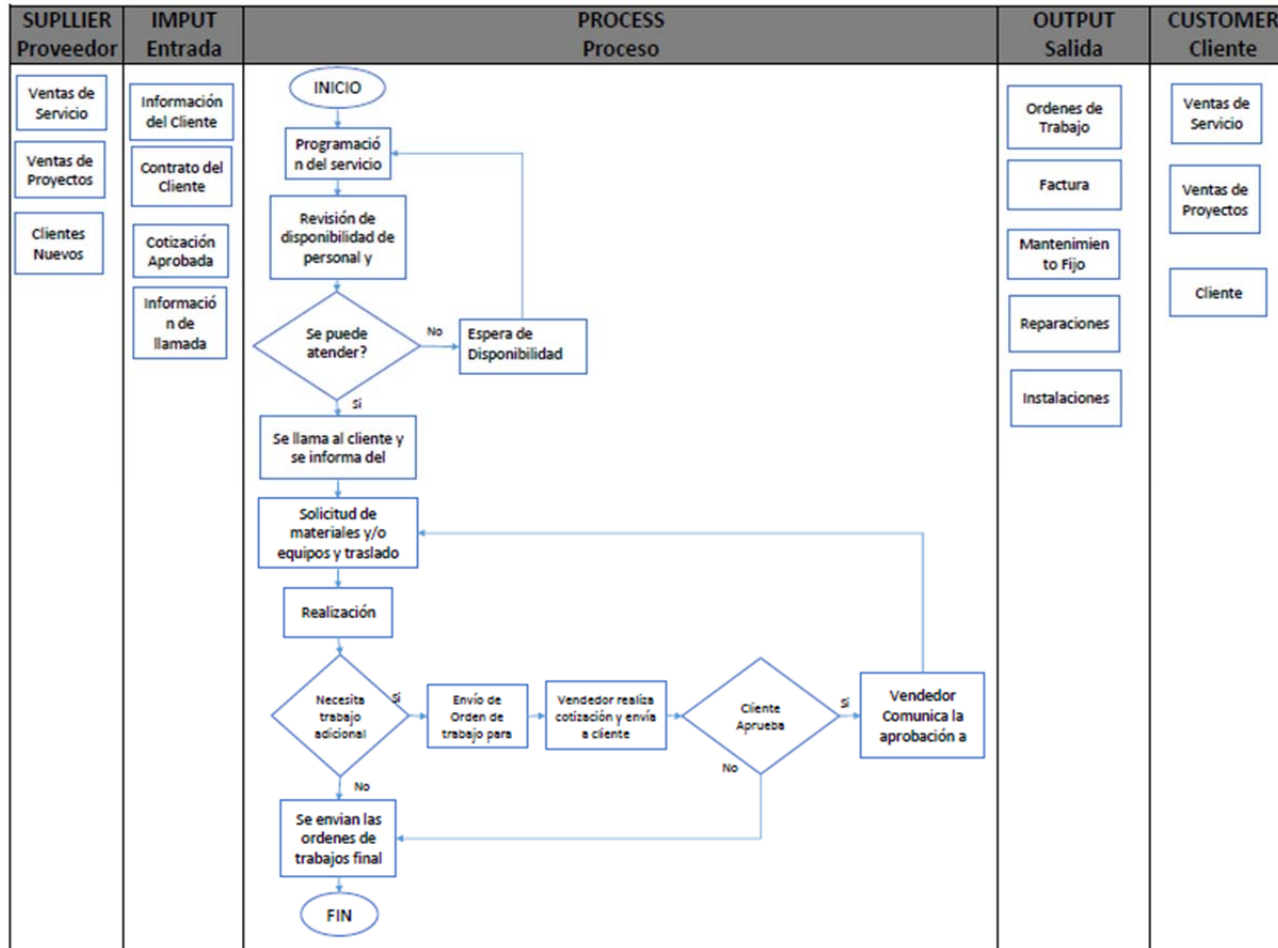 SUPLLIER
Proveedor
IMPUT
Entrada
PROCESS
Proceso
OUTPUT
Salida
CUSTOMER
Cliente
Ventas de
Servicio
Ventas de
Proyectos
Clientes
Nuevos
Información
del Cliente
Contrato del
Cliente
Cotización
Aprobada
Informació
n de
llamada
INICIO
Programació
n del servicio
Revisión de
disponibilidad de
personal y
Se puede
atender?
No
Espera de
Disponibilidad
Si
Se llama al cliente y
se informa del
Solicitud de
materiales y/o
equipos y traslado
Realización
Necesita
trabajo
adicional
Si
Envío de
Orden de
trabajo para
Vendedor realiza
cotización y envía
a cliente
Cliente
Aprueba
Si
Vendedor
Comunica la
aprobación a
No
No
Se envian las
ordenes de
trabajos final
FIN
Ordenes de
Trabajo
Factura
Mantenimien
to Fijo
Reparaciones
Instalaciones
Ventas de
Servicio
Ventas de
Proyectos
Cliente